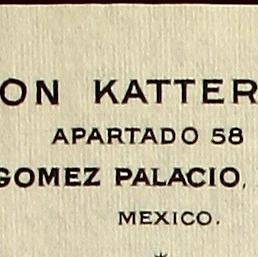 ON KATTER
APARTADO 58
GOMEZ PALACIO,
MEXICO.